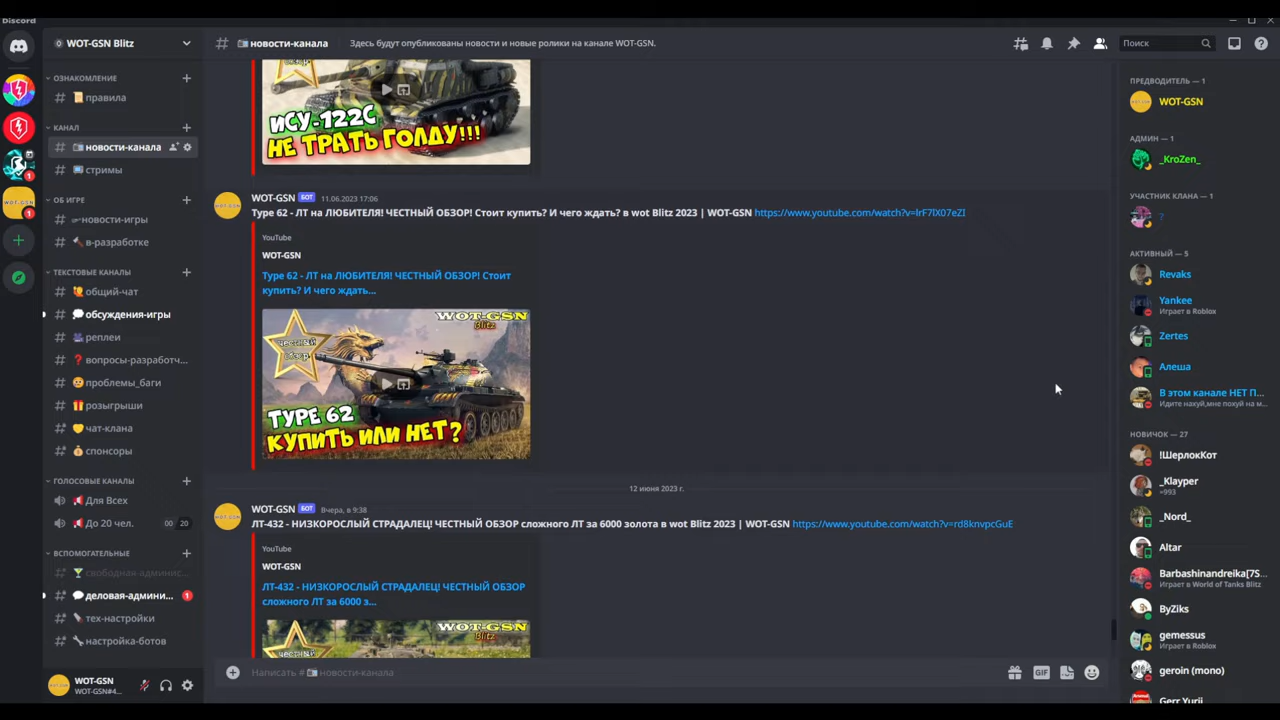 Discord
WOT-GSN Blitz
ОЗНАКОМЛЕНИЕ
правила
КАНАЛ
новости-канала
стримы
ОБ ИГРЕ
новости-игры
в-разработке
ТЕКСТОВЫЕ КАНАЛЫ
общий-чат
обсуждения-игры
реплеи
вопросы-разработч...
проблемы_баги
розыгрыши
чат-клана
спонсоры
ГОЛОСОВЫЕ КАНАЛЫ
Для Всех
До 20 чел. 00 20
ВСПОМОГАТЕЛЬНЫЕ
свободная-админис...
деловая-админи... 1
тех-настройки
настройка-ботов
WOT-GSN
WOT-GSN#4...
новости-канала Здесь будут опубликованы новости и новые ролики на канале WOT-GSN.
Поиск
ИСУ-122С
НЕ ТРАТЬ ГОЛДУ!!!
WOT-GSN БОТ 11.06.2023 17:06
Type 62 - ЛТ на ЛЮБИТЕЛЯ! ЧЕСТНЫЙ ОБЗОР! Стоит купить? И чего ждать? в wot Blitz 2023 | WOT-GSN https://www.youtube.com/watch?v=lrF7lX07eZI
YouTube
WOT-GSN
Type 62 - ЛТ на ЛЮБИТЕЛЯ! ЧЕСТНЫЙ ОБЗОР! Стоит
купить? И чего ждать...
WOT-GSN
Blitz
ЧЕСТНЫЙ
ОБЗОР
TYPE 62
КУПИТЬ ИЛИ НЕТ?
12 июня 2023 г.
WOT-GSN БОТ Вчера, в 9:38
ЛТ-432 - НИЗКОРОСЛЫЙ СТРАДАЛЕЦ! ЧЕСТНЫЙ ОБЗОР сложного ЛТ за 6000 золота в wot Blitz 2023 | WOT-GSN https://www.youtube.com/watch?v=rd8knvpcGuE
YouTube
WOT-GSN
ЛТ-432 - НИЗКОРОСЛЫЙ СТРАДАЛЕЦ! ЧЕСТНЫЙ ОБЗОР
сложного ЛТ за 6000 з...
WOT-GSN
Blitz
ЧЕСТНЫЙ
Написать # новости-канала
GIF
ПРЕДВОДИТЕЛЬ — 1
WOT-GSN
АДМИН — 1
_KroZen_
УЧАСТНИК КЛАНА — 1
?
АКТИВНЫЙ — 5
Revaks
Yankee
Играет в Roblox
Zertes
Алеша
В этом канале НЕТ П...
Идите нахуй,мне похуй на м...
НОВИЧОК — 27
!ШерлокКот
_Klayper
=993
_Nord_
Altar
Barbashinandreika[7S...
Играет в World of Tanks Blitz
ByZiks
gemessus
Играет в Roblox
geroin (mono)
Gerr Yurij